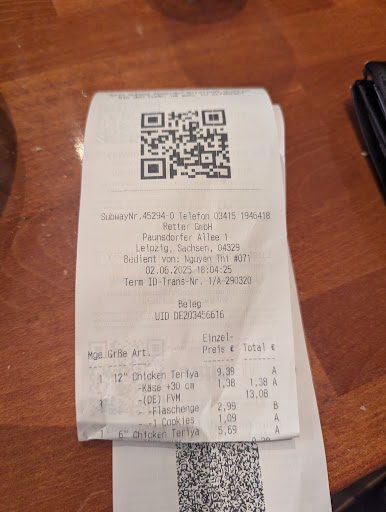 SubwayNr.45294-0 Telefon 03415 1946418
Retter GmbH
Paunsdorfer Allee 1
Leipzig, Sachsen, 04329
Bedient von: Nguyen Thi #071
02.06.2025 18:04:25
Term ID-Trans-Nr. 1/A-290320
Beleg
UID DE203456616
Einzel-
Mge Größe Art. Preis € Total €
1 12" Chicken Teriya 9,39 A
-Käse +30 cm 1,38 1,38 A
1 -(DE) FVM 13,08
-Flaschenge 2,99 B
-1 Cookies 1,09 A
1 6" Chicken Teriya 5,69 A